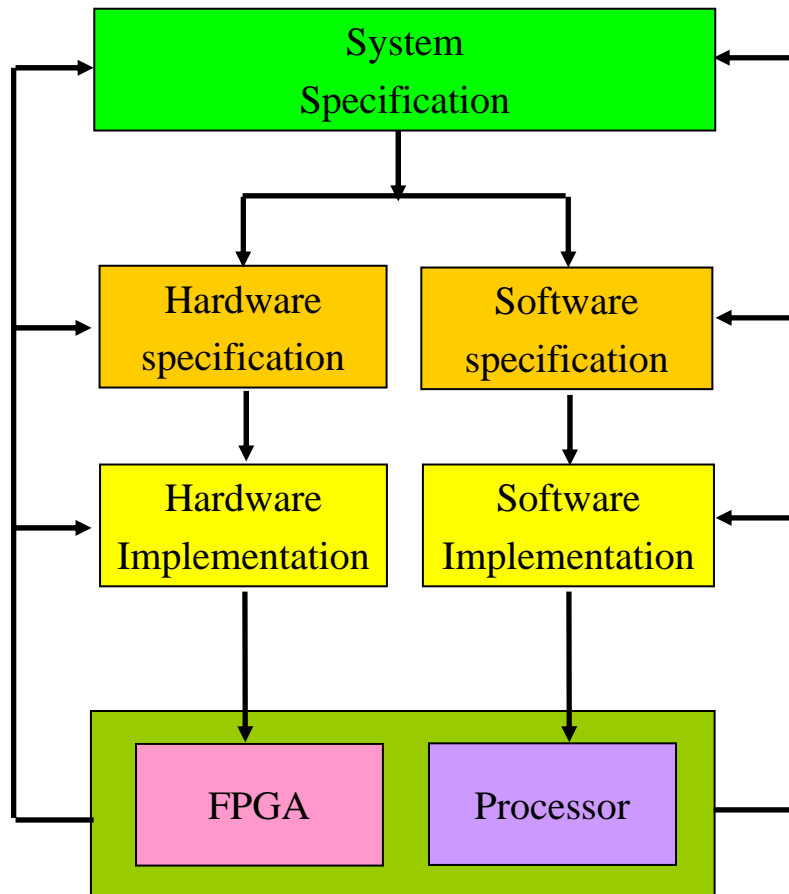 System
Specification
Hardware
specification
Software
specification
Hardware
Implementation
Software
Implementation
FPGA
Processor